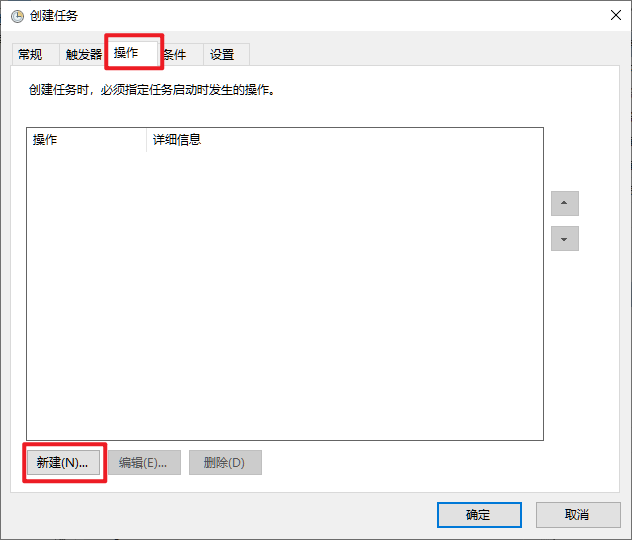 创建任务
常规 触发器 操作 条件 设置
创建任务时，必须指定任务启动时发生的操作。
操作 详细信息
新建(N)... 编辑(E)... 删除(D)
确定 取消